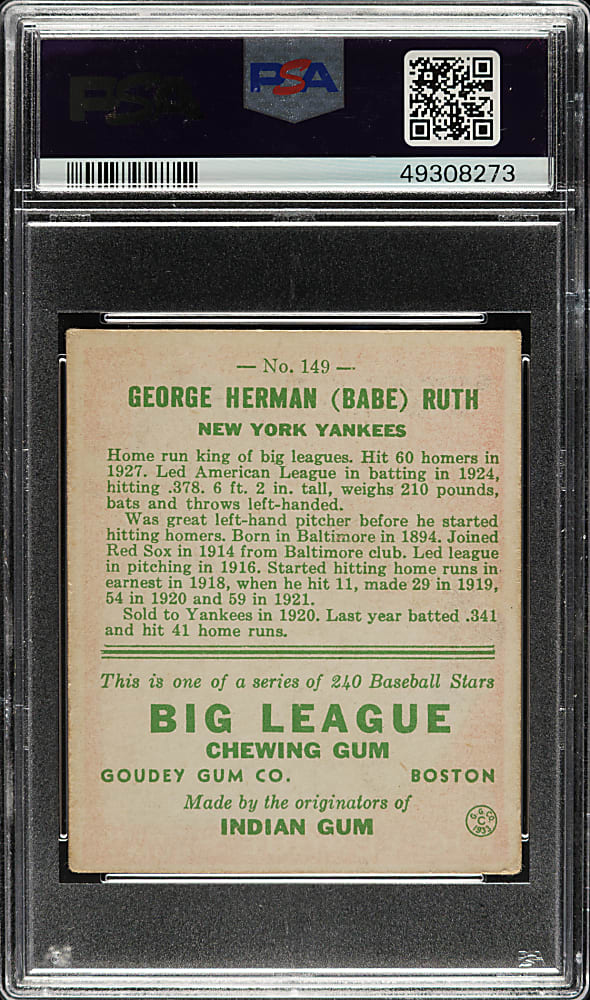 PSA
PSA
49308273
— No. 149 —
GEORGE HERMAN (BABE) RUTH
NEW YORK YANKEES
Home run king of big leagues. Hit 60 homers in
1927. Led American League in batting in 1924,
hitting .378. 6 ft. 2 in. tall, weighs 210 pounds,
bats and throws left-handed.
Was great left-hand pitcher before he started
hitting homers. Born in Baltimore in 1894. Joined
Red Sox in 1914 from Baltimore club. Led league
in pitching in 1916. Started hitting home runs in
earnest in 1918, when he hit 11, made 29 in 1919,
54 in 1920 and 59 in 1921.
Sold to Yankees in 1920. Last year batted .341
and hit 41 home runs.
This is one of a series of 240 Baseball Stars
BIG LEAGUE
CHEWING GUM
GOUDEY GUM CO. BOSTON
Made by the originators of
INDIAN GUM
G.G.CO.
C
1933
PSA